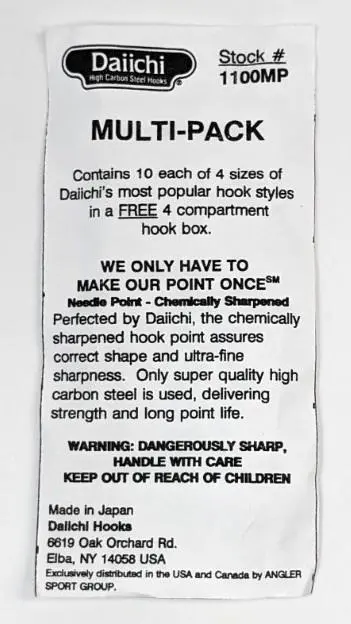 Daiichi
High Carbon Steel Hooks
®
Stock #
1100MP
MULTI-PACK
Contains 10 each of 4 sizes of
Daiichi's most popular hook styles
in a FREE 4 compartment
hook box.
WE ONLY HAVE TO
MAKE OUR POINT ONCE℠
Needle Point - Chemically Sharpened
Perfected by Daiichi, the chemically
sharpened hook point assures
correct shape and ultra-fine
sharpness. Only super quality high
carbon steel is used, delivering
strength and long point life.
WARNING: DANGEROUSLY SHARP,
HANDLE WITH CARE
KEEP OUT OF REACH OF CHILDREN
Made in Japan
Daiichi Hooks
6619 Oak Orchard Rd.
Elba, NY 14058 USA
Exclusively distributed in the USA and Canada by ANGLER
SPORT GROUP.